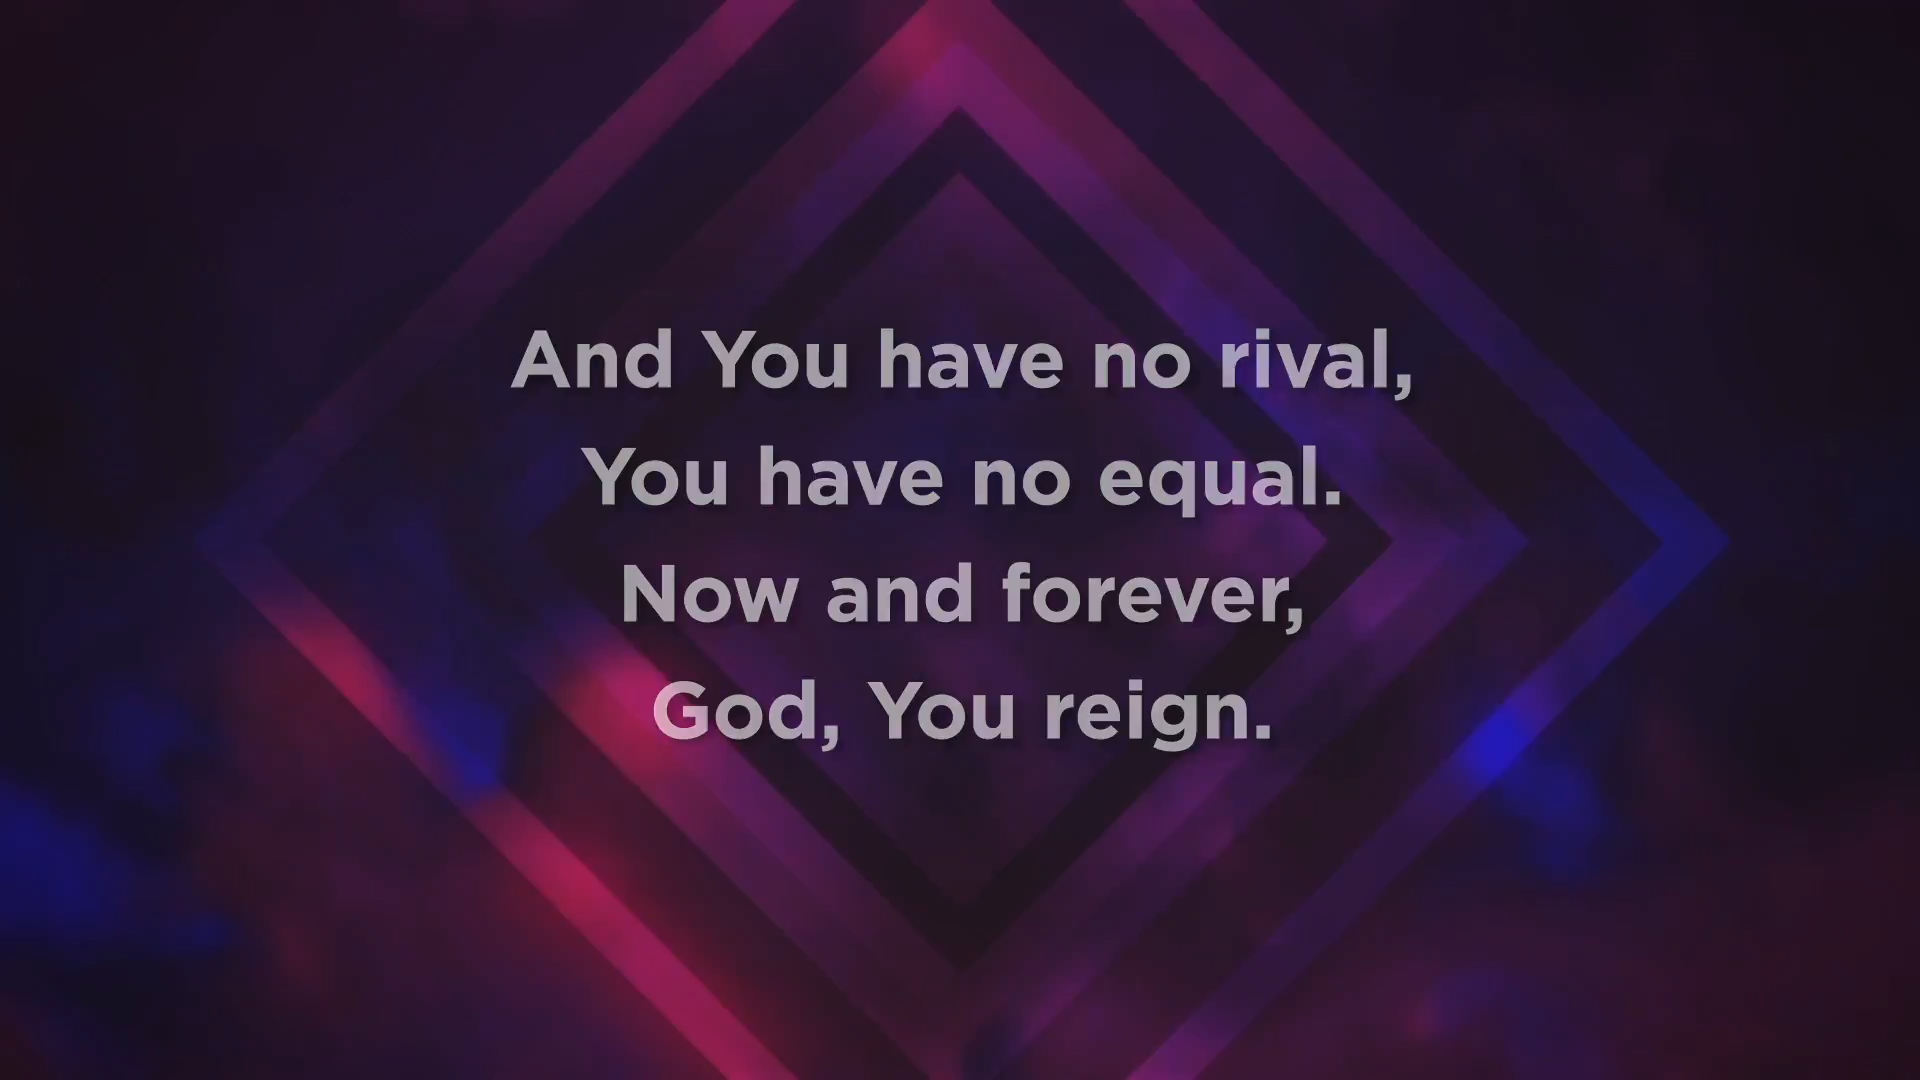 And You have no rival,
You have no equal.
Now and forever,
God, You reign.